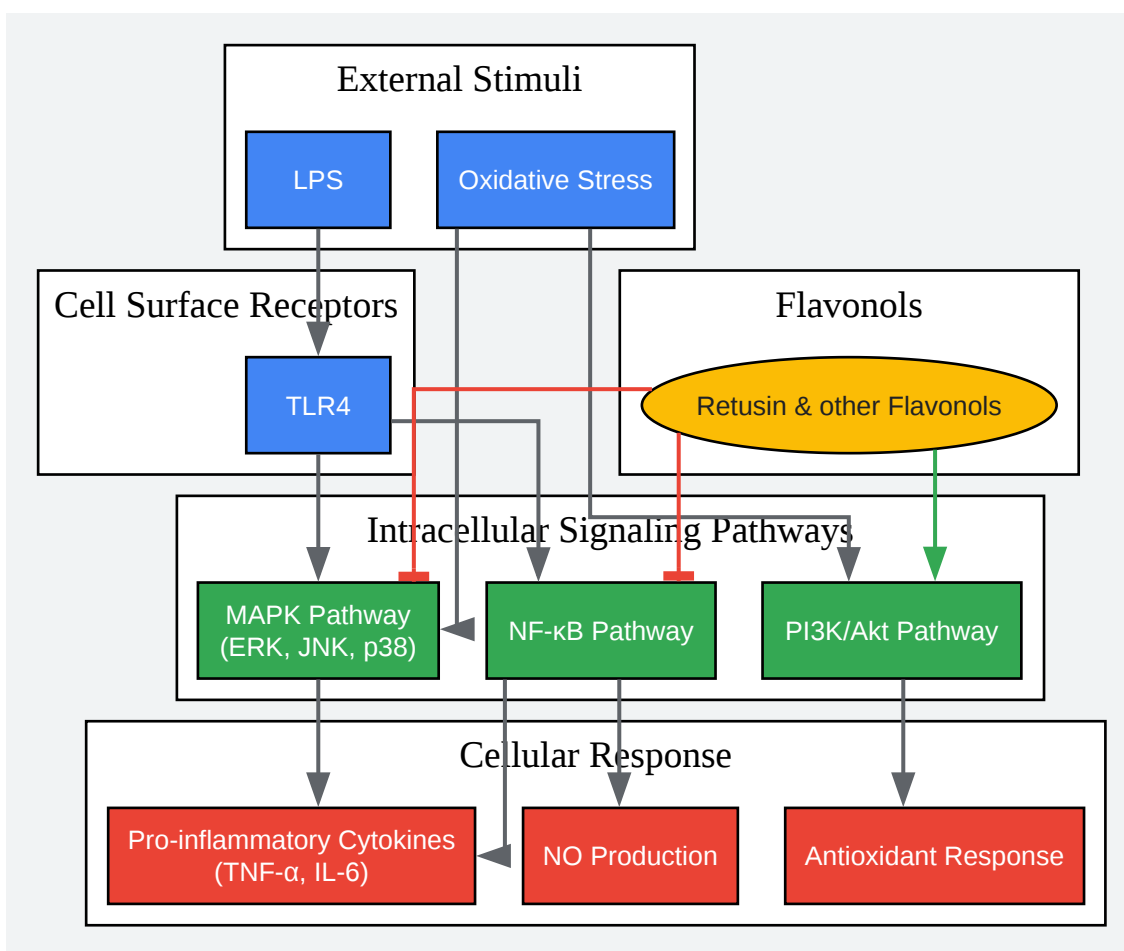 External Stimuli
LPS
Oxidative Stress
Cell Surface Receptors
Flavonols
TLR4
Retusin & other Flavonols
Intracellular Signaling Pathways
MAPK Pathway
(ERK, JNK, p38)
NF-κB Pathway
PI3K/Akt Pathway
Cellular Response
Pro-inflammatory Cytokines
(TNF-α, IL-6)
NO Production
Antioxidant Response